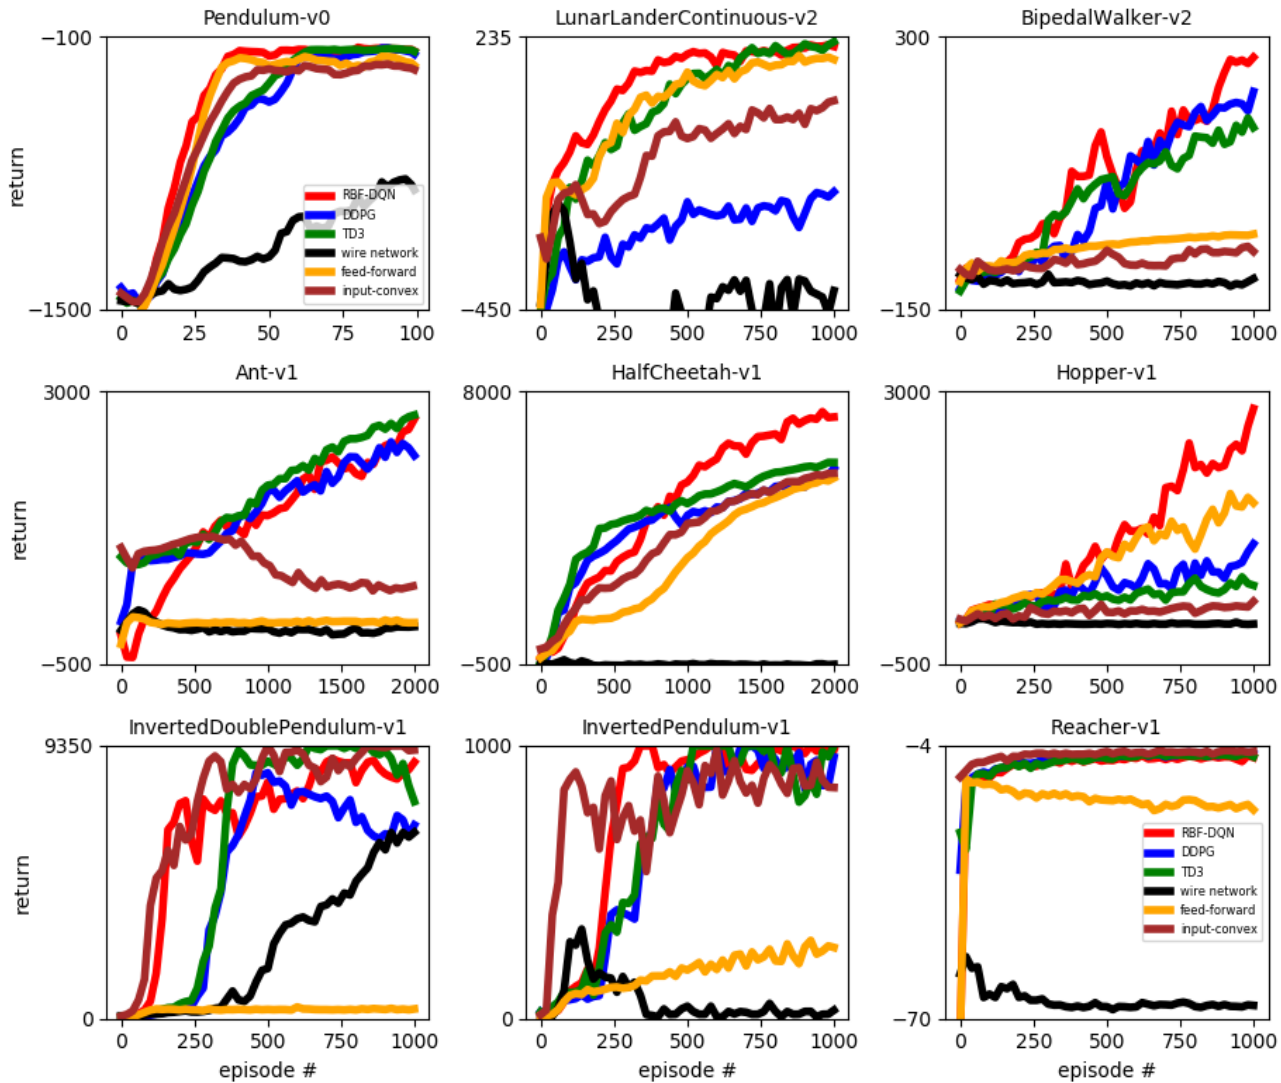 Pendulum-v0
LunarLanderContinuous-v2
BipedalWalker-v2
−100
−1500
return
0 25 50 75 100
RBF-DQN
DDPG
TD3
wire network
feed-forward
input-convex
235
−450
0 250 500 750 1000
300
−150
0 250 500 750 1000
Ant-v1
HalfCheetah-v1
Hopper-v1
3000
−500
return
0 500 1000 1500 2000
8000
−500
0 500 1000 1500 2000
3000
−500
0 250 500 750 1000
InvertedDoublePendulum-v1
InvertedPendulum-v1
Reacher-v1
9350
0
return
0 250 500 750 1000
episode #
1000
0
0 250 500 750 1000
episode #
−4
−70
RBF-DQN
DDPG
TD3
wire network
feed-forward
input-convex
0 250 500 750 1000
episode #